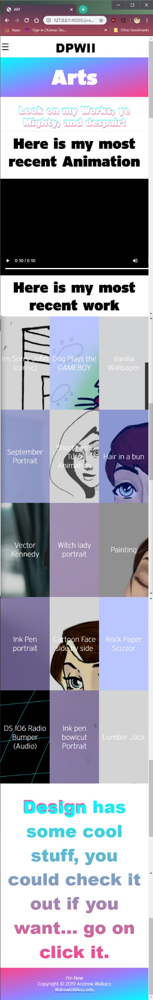 ART
127.0.0.1:49288/pre...
Apps
Sign in | Kansas Sta...
»
Other bookmarks
DPWII
Arts
Look on my Works, ye
Mighty, and despair!
Here is my most
recent Animation
0:10 / 0:10
Here is my most
recent work
Im Sorry John
(comic)
Dog Plays the
GAMEBOY
Vanilla
Wallpaper
September
Portrait
Short Face
Turn
Animation
Hair in a bun
Vector
Kennedy
Witch lady
portrait
Painting
Ink Pen
portrait
Cartoon Face
side by side
Rock Paper
Scizzor
DS 106 Radio
Bumper
(Audio)
Ink pen
bowlcut
Portrait
Lumber Jack
Design has
some cool
stuff, you
could check it
out if you
want... go on
click it.
I'm New
Copyright © 2019 Andrew Wallace
Wdrew61@ksu.edu